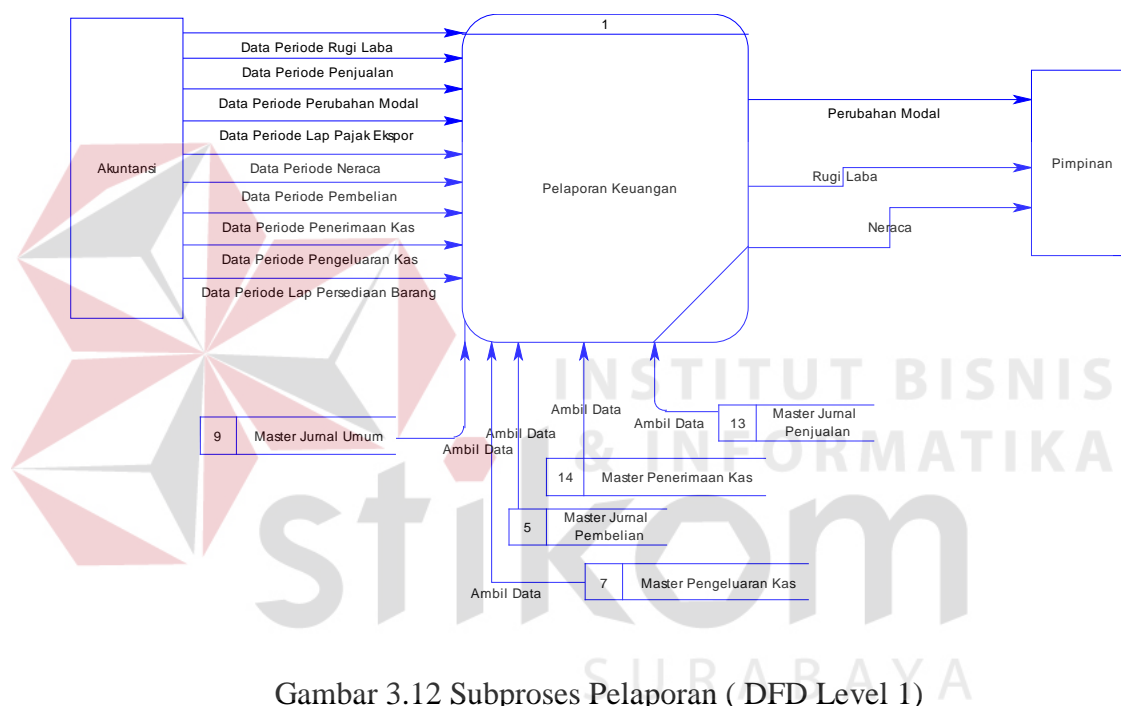 1
Data Periode Rugi Laba
Data Periode Penjualan
Data Periode Perubahan Modal
Data Periode Lap Pajak Ekspor
Data Periode Neraca
Data Periode Pembelian
Data Periode Penerimaan Kas
Data Periode Pengeluaran Kas
Data Periode Lap Persediaan Barang
Akuntansi
Pelaporan Keuangan
Perubahan Modal
Rugi Laba
Neraca
Pimpinan
INSTITUT BISNIS
& INFORMATIKA
stikom
SURABAYA
9
Master Jurnal Umum
Ambil Data
Ambil Data
Ambil Data
Ambil Data
13
Master Jurnal
Penjualan
14
Master Penerimaan Kas
5
Master Jurnal
Pembelian
Ambil Data
7
Master Pengeluaran Kas
Gambar 3.12 Subproses Pelaporan ( DFD Level 1)